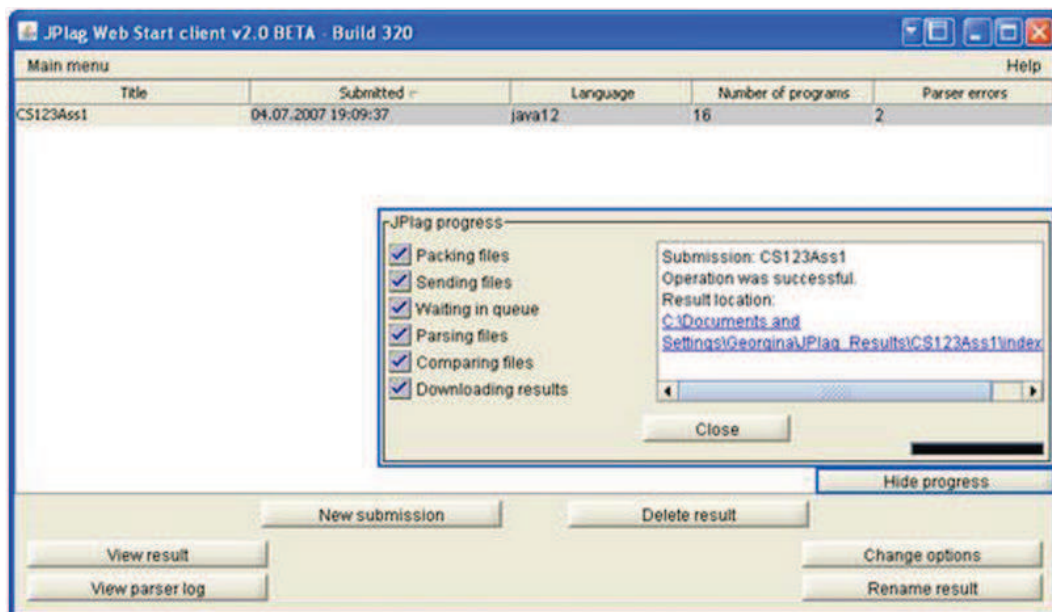 JPlag Web Start client v2.0 BETA - Build 320
Main menu Help
Title Submitted Language Number of programs Parser errors
CS123Ass1 04.07.2007 19:09:37 java12 16 2
JPlag progress
Packing files
Sending files
Waiting in queue
Parsing files
Comparing files
Downloading results
Submission: CS123Ass1
Operation was successful.
Result location:
C:\Documents and
Settings\Georgina\JPlag_Results\CS123Ass1\index
Close
Hide progress
New submission Delete result
View result Change options
View parser log Rename result